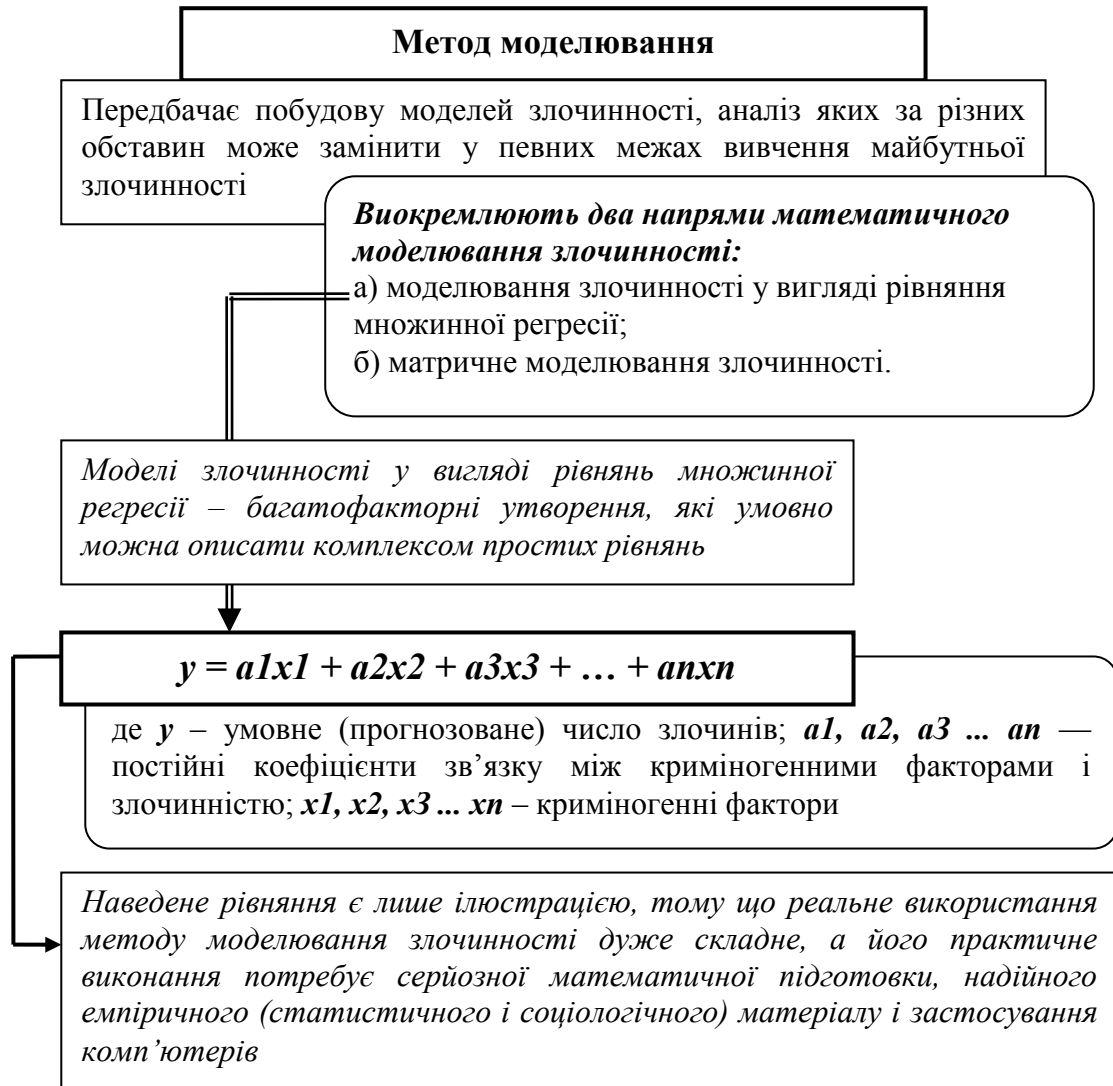 Метод моделювання
Передбачає побудову моделей злочинності, аналіз яких за різних
обставин може замінити у певних межах вивчення майбутньої
злочинності
Виокремлюють два напрями математичного
моделювання злочинності:
а) моделювання злочинності у вигляді рівняння
множинної регресії;
б) матричне моделювання злочинності.
Моделі злочинності у вигляді рівнянь множинної
регресії – багатофакторні утворення, які умовно
можна описати комплексом простих рівнянь
y = a1x1 + a2x2 + a3x3 + … + anxn
де y – умовне (прогнозоване) число злочинів; a1, a2, a3 ... an —
постійні коефіцієнти зв’язку між криміногенними факторами і
злочинністю; x1, x2, x3 ... xn – криміногенні фактори
Наведене рівняння є лише ілюстрацією, тому що реальне використання
методу моделювання злочинності дуже складне, а його практичне
виконання потребує серйозної математичної підготовки, надійного
емпіричного (статистичного і соціологічного) матеріалу і застосування
комп’ютерів